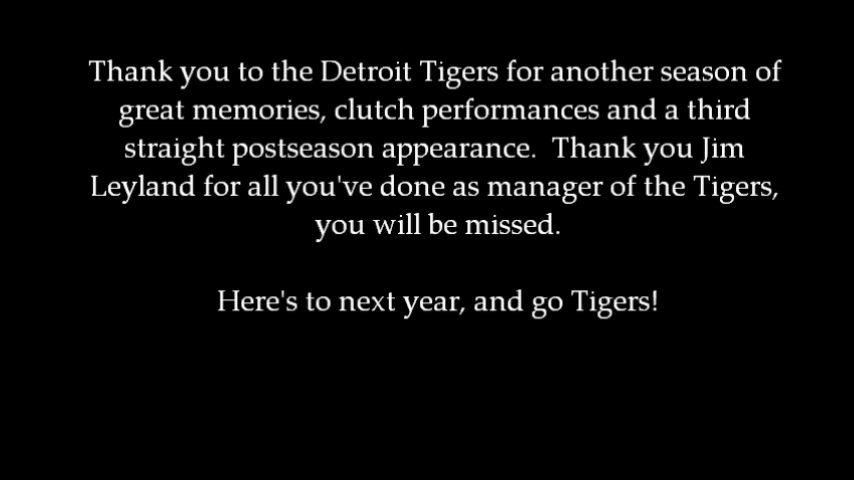 Thank you to the Detroit Tigers for another season of
great memories, clutch performances and a third
straight postseason appearance.  Thank you Jim
Leyland for all you've done as manager of the Tigers,
you will be missed.
Here's to next year, and go Tigers!